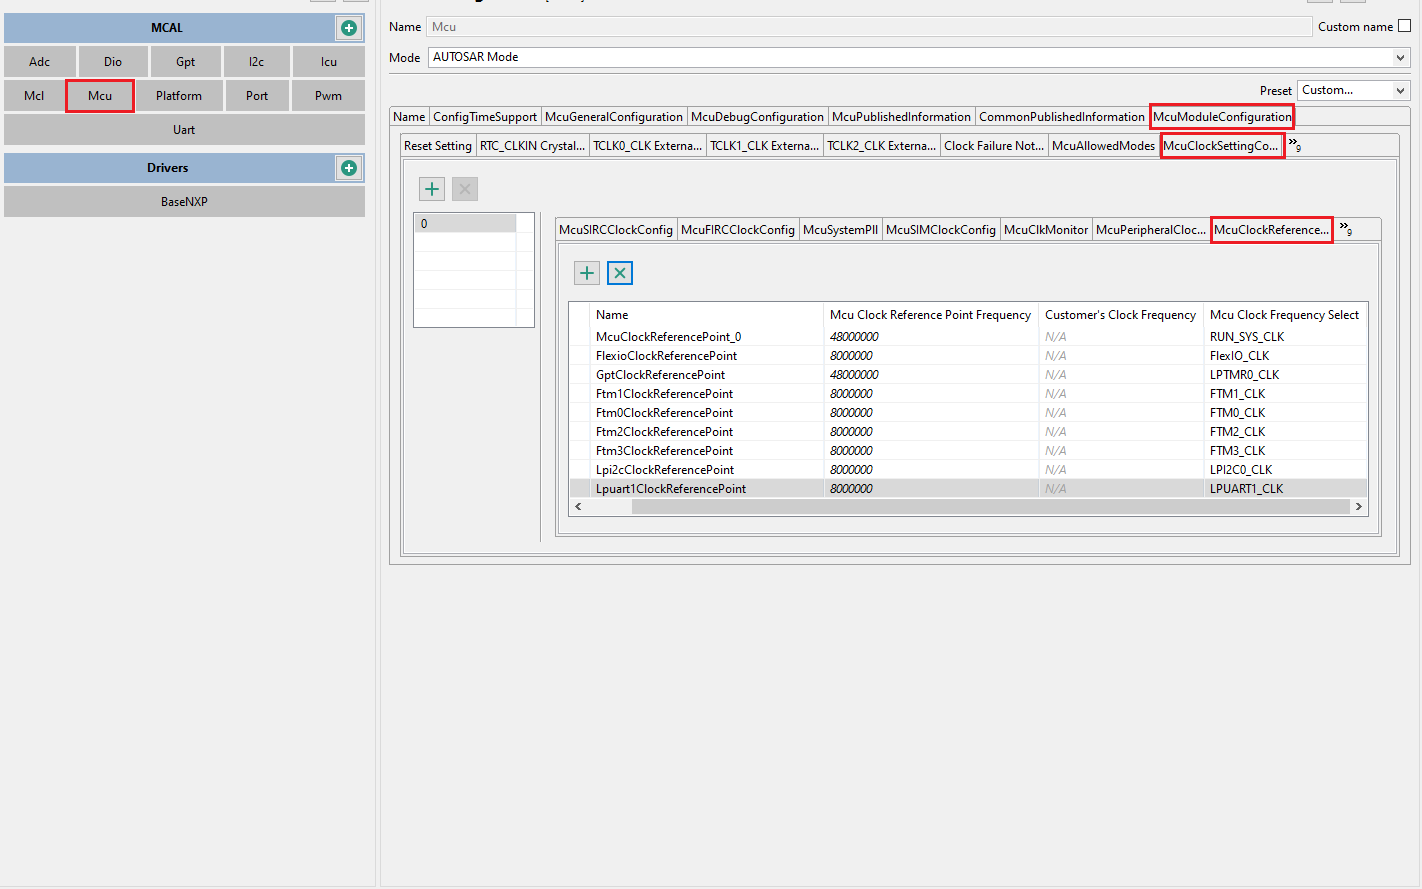 MCAL
Adc Dio Gpt I2c Icu
Mcl Mcu Platform Port Pwm
Uart
Drivers
BaseNXP
Name Mcu Custom name
Mode AUTOSAR Mode
Preset Custom...
Name ConfigTimeSupport McuGeneralConfiguration McuDebugConfiguration McuPublishedInformation CommonPublishedInformation McuModuleConfiguration
Reset Setting RTC_CLKIN Crystal... TCLK0_CLK Externa... TCLK1_CLK Externa... TCLK2_CLK Externa... Clock Failure Not... McuAllowedModes McuClockSettingCo... »9
0
McuSIRCClockConfig McuFIRCClockConfig McuSystemPll McuSIMClockConfig McuClkMonitor McuPeripheralCloc... McuClockReference... »9
Name Mcu Clock Reference Point Frequency Customer's Clock Frequency Mcu Clock Frequency Select
McuClockReferencePoint_0 48000000 N/A RUN_SYS_CLK
FlexioClockReferencePoint 8000000 N/A FlexIO_CLK
GptClockReferencePoint 48000000 N/A LPTMR0_CLK
Ftm1ClockReferencePoint 8000000 N/A FTM1_CLK
Ftm0ClockReferencePoint 8000000 N/A FTM0_CLK
Ftm2ClockReferencePoint 8000000 N/A FTM2_CLK
Ftm3ClockReferencePoint 8000000 N/A FTM3_CLK
Lpi2cClockReferencePoint 8000000 N/A LPI2C0_CLK
Lpuart1ClockReferencePoint 8000000 N/A LPUART1_CLK